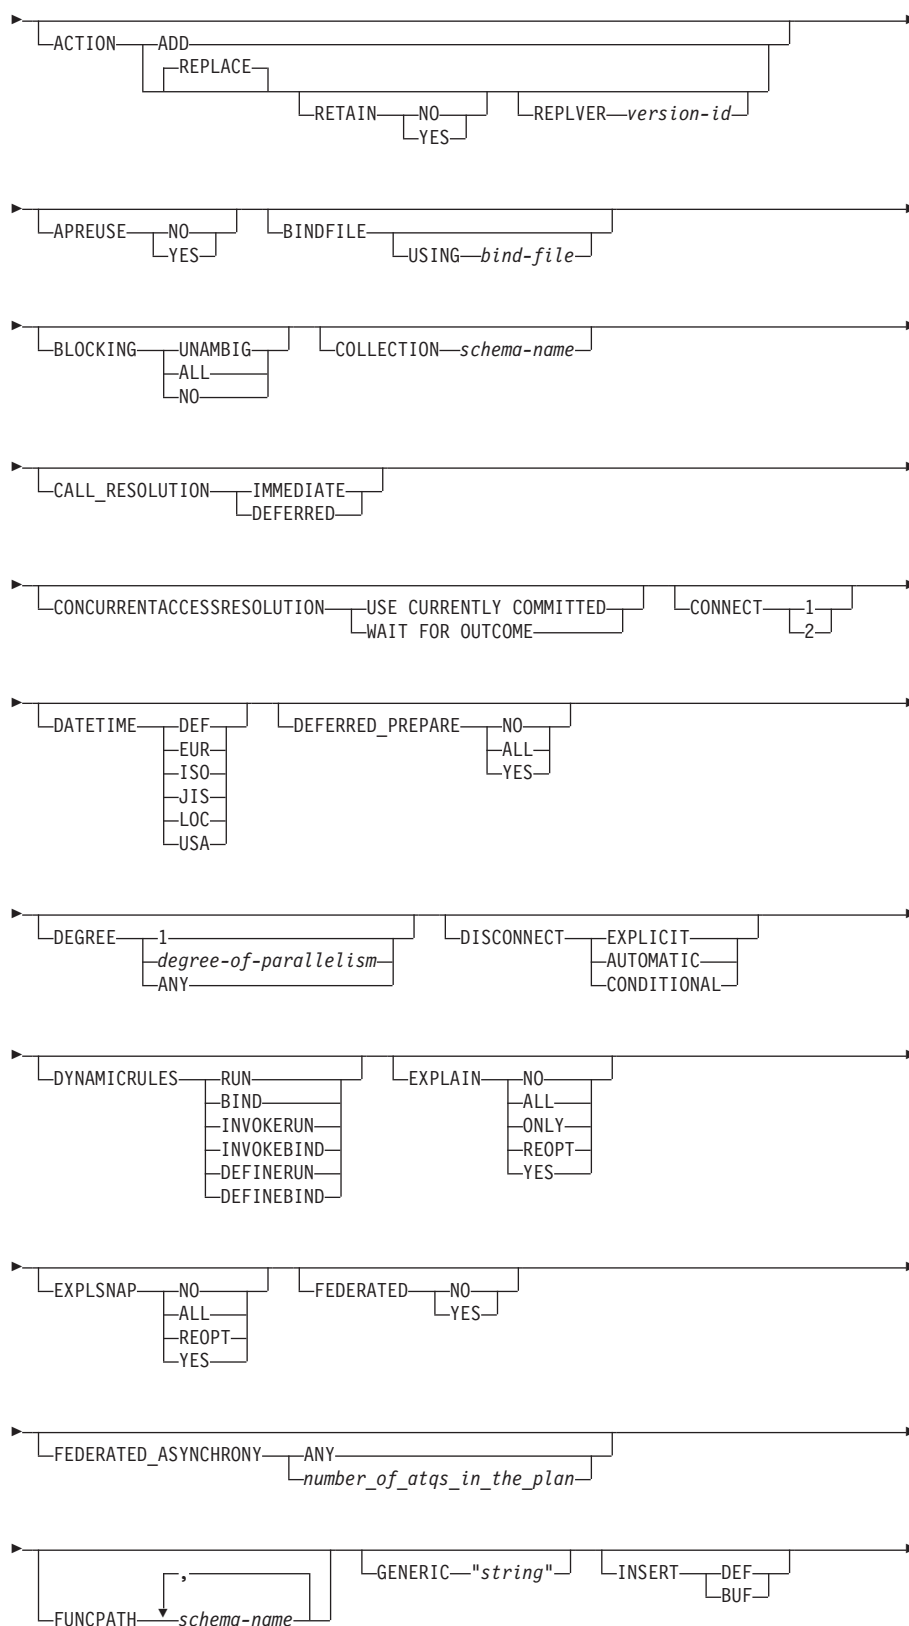 ACTION ADD
REPLACE
RETAIN NO REPLVER version-id
YES
APREUSE NO BINDFILE
YES USING bind-file
BLOCKING UNAMBIG COLLECTION schema-name
ALL
NO
CALL_RESOLUTION IMMEDIATE
DEFERRED
CONCURRENTACCESSRESOLUTION USE CURRENTLY COMMITTED CONNECT 1
WAIT FOR OUTCOME 2
DATETIME DEF DEFERRED_PREPARE NO
EUR ALL
ISO YES
JIS
LOC
USA
DEGREE 1 DISCONNECT EXPLICIT
degree-of-parallelism AUTOMATIC
ANY CONDITIONAL
DYNAMICRULES RUN EXPLAIN NO
BIND ALL
INVOKERUN ONLY
INVOKEBIND REOPT
DEFINERUN YES
DEFINEBIND
EXPLSNAP NO FEDERATED NO
ALL YES
REOPT
YES
FEDERATED_ASYNCHRONY ANY
number_of_atqs_in_the_plan
, GENERIC "string" INSERT DEF
BUF
FUNCPATH schema-name